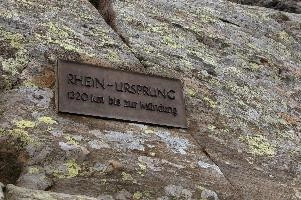 RHEIN-URSPRUNG
1320 km bis zur Mündung